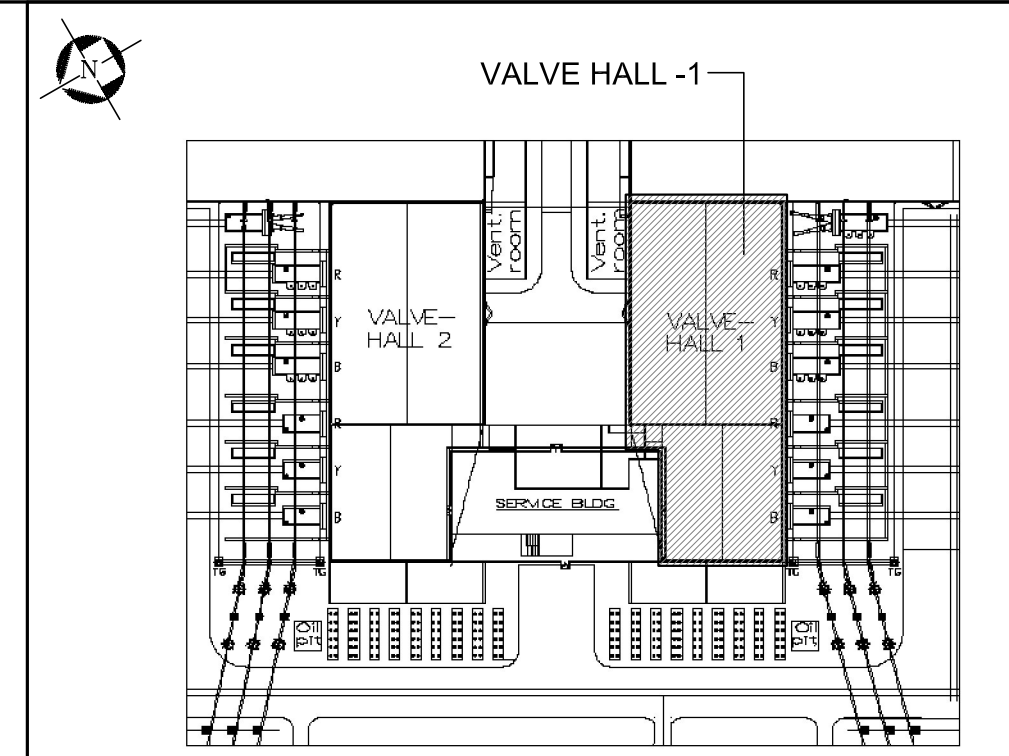 N
VALVE HALL -1
Vent.
room
Vent.
room
R
R
VALVE-
HALL 2
VALVE-
HALL 1
Y
Y
B
B
R
R
Y
Y
SERVICE BLDG
B
B
TG
TG
TG
TG
Oil
pit
Oil
pit